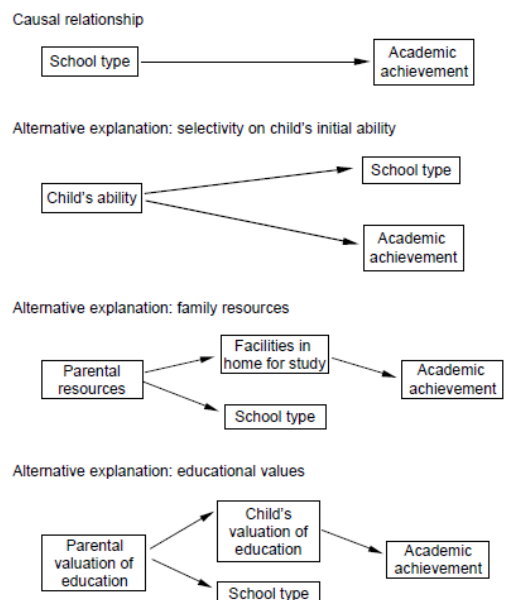 Causal relationship
School type
Academic
achievement
Alternative explanation: selectivity on child's initial ability
School type
Child's ability
Academic
achievement
Alternative explanation: family resources
Facilities in
home for study
Parental
resources
Academic
achievement
School type
Alternative explanation: educational values
Child's
valuation of
education
Parental
valuation of
education
Academic
achievement
School type